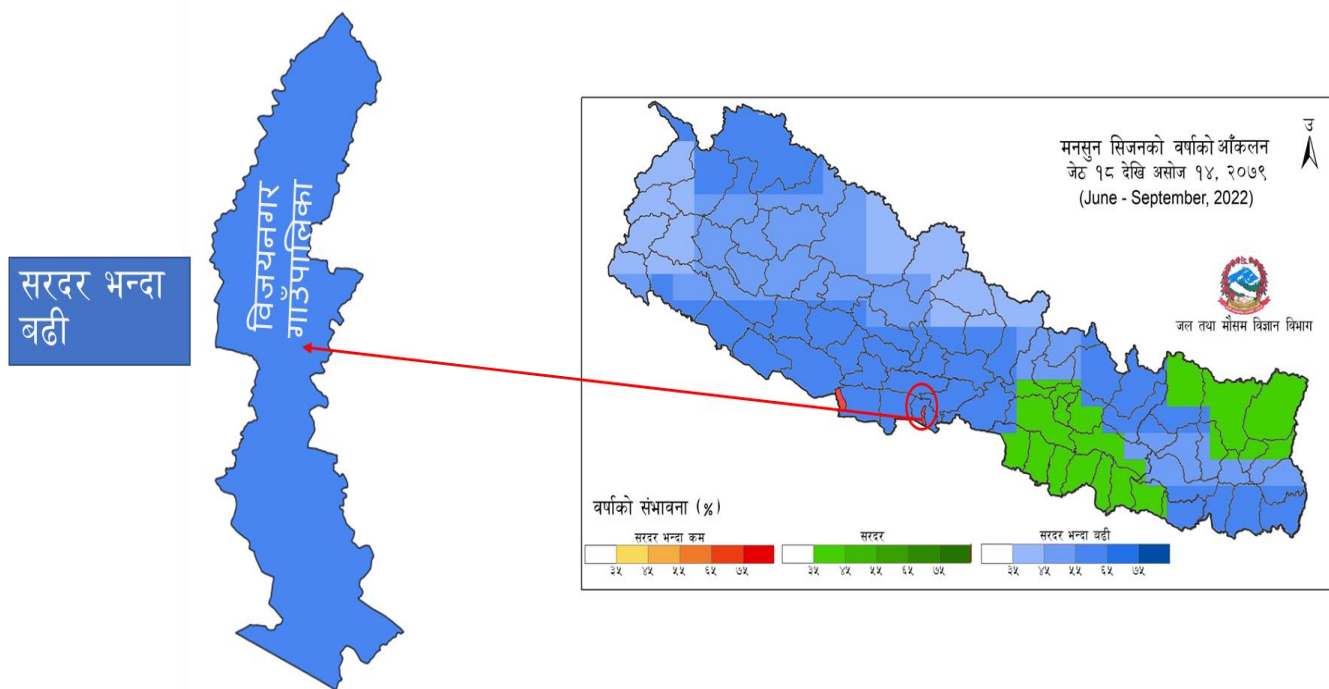 सरदर भन्दा
बढी
विजयनगर
गाउँपालिका
मनसुन सिजनको वर्षाको आँकलन
जेठ १८ देखि असोज १४, २०७९
(June - September, 2022)
उ
जल तथा मौसम विज्ञान विभाग
वर्षाको संभावना (%)
सरदर भन्दा कम
सरदर
सरदर भन्दा बढी
३५ ४५ ५५ ६५ ७५
३५ ४५ ५५ ६५ ७५
३५ ४५ ५५ ६५ ७५